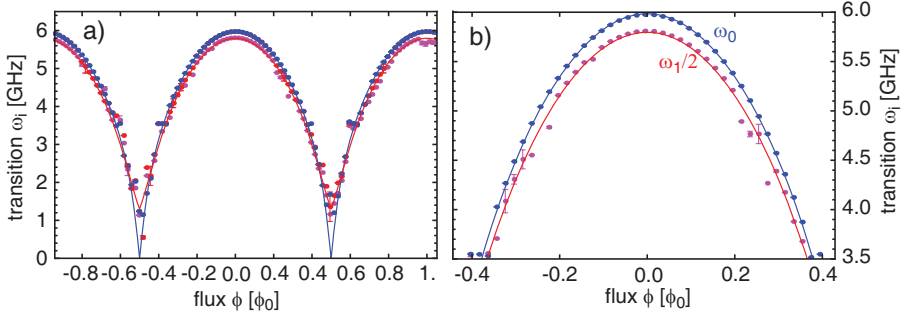 a)
transition ωi [GHz]
6
5
4
3
2
1
0
-0.8 -0.6 -0.4 -0.2 0.0 0.2 0.4 0.6 0.8 1.0
flux ϕ [ϕ0]
b)
ω0
ω1/2
6.0
5.5
5.0
4.5
4.0
3.5
transition ωi [GHz]
-0.4 -0.2 0.0 0.2 0.4
flux ϕ [ϕ0]